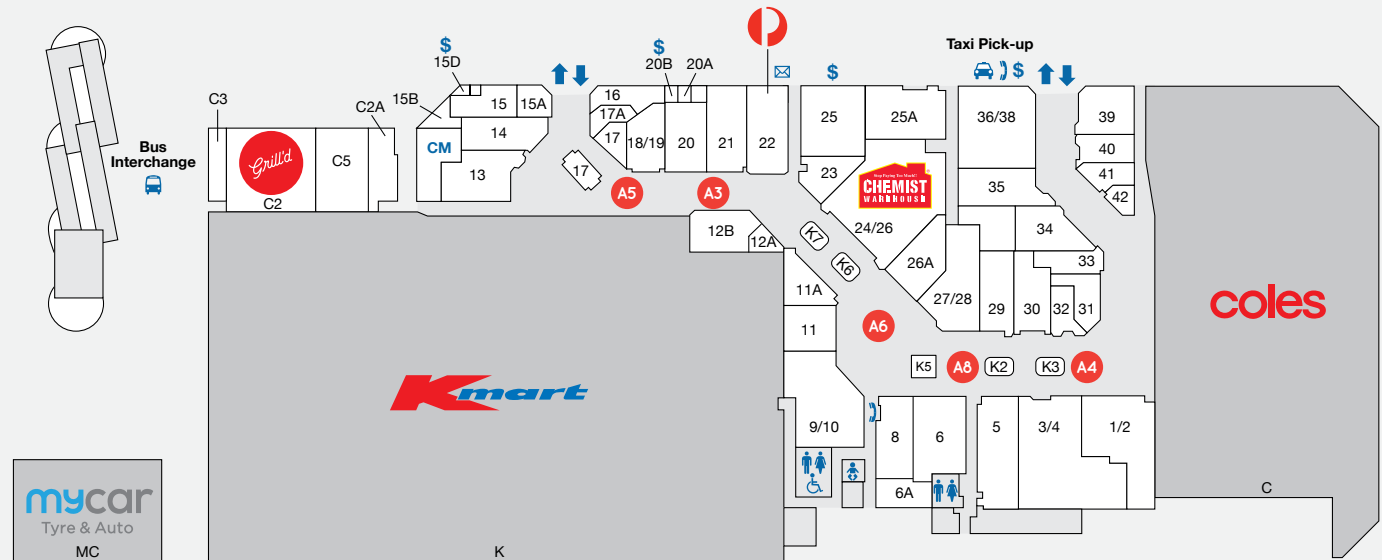 Taxi Pick-up
$
15D
$
20B
20A
$
$
C3
C2A
15B
15
15A
16
17A
17
18/19
20
21
22
25
25A
36/38
39
Bus
Interchange
Grill'd
C2
C5
CM
14
13
17
A5
A3
23
Stop Paying Too Much!!
CHEMIST
WAREHOUSE
24/26
35
40
41
42
12B
12A
K7
K6
26A
34
33
11A
27/28
29
30
32
31
coles
11
A6
K5
A8
K2
K3
A4
Kmart
9/10
8
6
5
3/4
1/2
6A
mycar
Tyre & Auto
MC
K
C